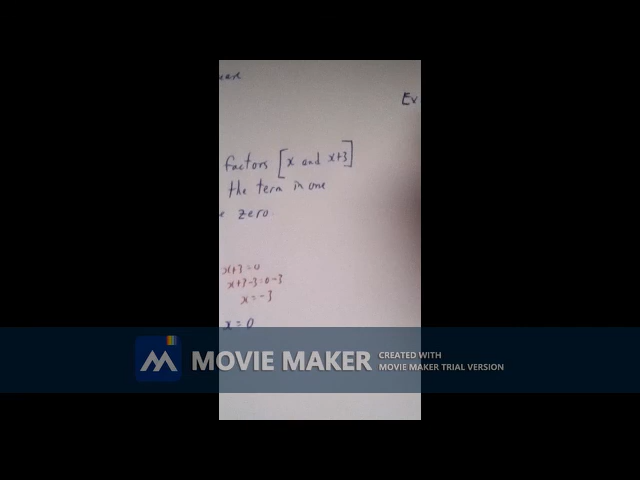 Ex
factors [x and x+3]
the term in one
zero
x+3=0
x+3-3=0-3
x=-3
x=0
MOVIE MAKER
CREATED WITH
MOVIE MAKER TRIAL VERSION